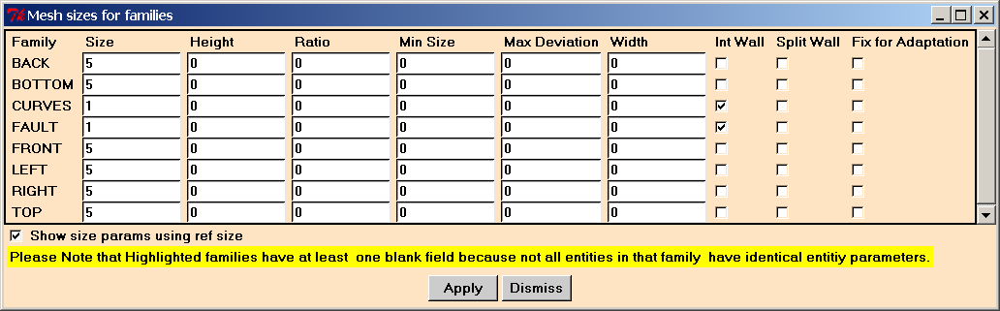 Mesh sizes for families
Family Size Height Ratio Min Size Max Deviation Width Int Wall Split Wall Fix for Adaptation
BACK 5 0 0 0 0 0
BOTTOM 5 0 0 0 0 0
CURVES 1 0 0 0 0 0
FAULT 1 0 0 0 0 0
FRONT 5 0 0 0 0 0
LEFT 5 0 0 0 0 0
RIGHT 5 0 0 0 0 0
TOP 5 0 0 0 0 0
Show size params using ref size
Please Note that Highlighted families have at least one blank field because not all entities in that family have identical entitiy parameters.
Apply Dismiss